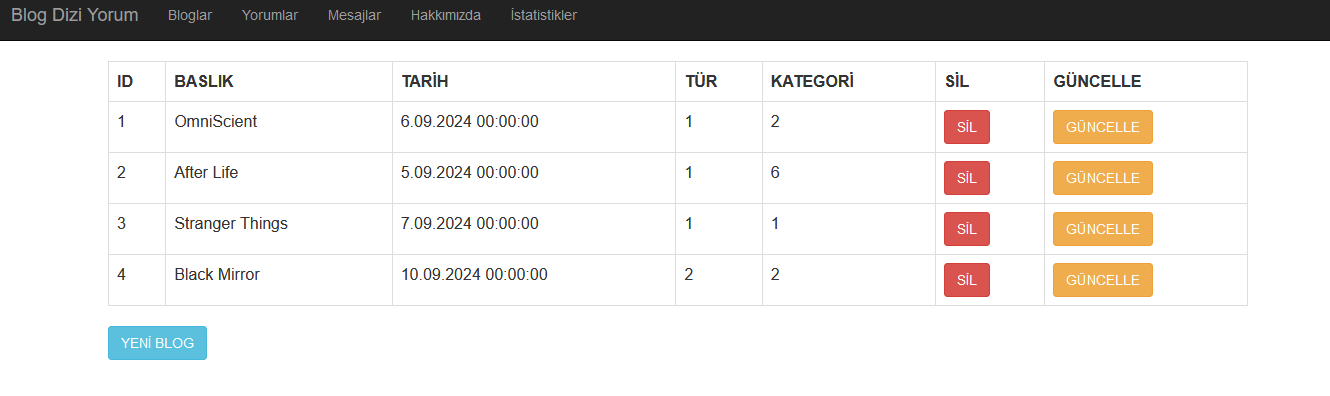 Blog Dizi Yorum Bloglar Yorumlar Mesajlar Hakkımızda İstatistikler
ID BASLIK TARİH TÜR KATEGORİ SİL GÜNCELLE
1 OmniScient 6.09.2024 00:00:00 1 2 SİL GÜNCELLE
2 After Life 5.09.2024 00:00:00 1 6 SİL GÜNCELLE
3 Stranger Things 7.09.2024 00:00:00 1 1 SİL GÜNCELLE
4 Black Mirror 10.09.2024 00:00:00 2 2 SİL GÜNCELLE
YENİ BLOG